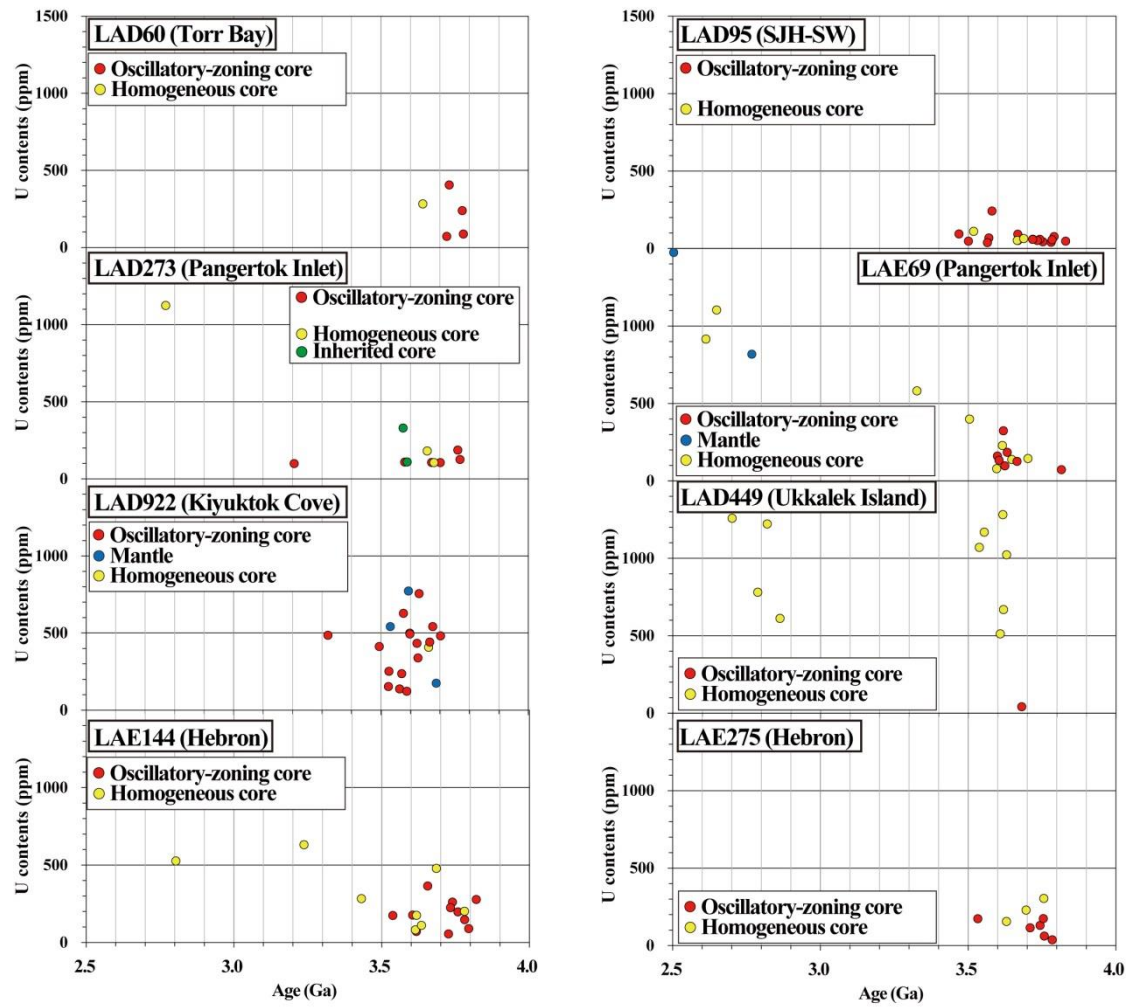 1500
U contents (ppm)
1000
500
0
LAD60 (Torr Bay)
Oscillatory-zoning core
Homogeneous core
U contents (ppm)
1000
500
0
LAD273 (Pangertok Inlet)
Oscillatory-zoning core
Homogeneous core
Inherited core
U contents (ppm)
1000
500
0
LAD922 (Kiyuktok Cove)
Oscillatory-zoning core
Mantle
Homogeneous core
U contents (ppm)
1000
500
0
LAE144 (Hebron)
Oscillatory-zoning core
Homogeneous core
2.5 3.0 3.5 4.0
Age (Ga)
1500
U contents (ppm)
1000
500
0
LAD95 (SJH-SW)
Oscillatory-zoning core
Homogeneous core
U contents (ppm)
1000
500
0
LAE69 (Pangertok Inlet)
Oscillatory-zoning core
Mantle
Homogeneous core
U contents (ppm)
1000
500
0
LAD449 (Ukkalek Island)
Oscillatory-zoning core
Homogeneous core
U contents (ppm)
1000
500
0
LAE275 (Hebron)
Oscillatory-zoning core
Homogeneous core
2.5 3.0 3.5 4.0
Age (Ga)